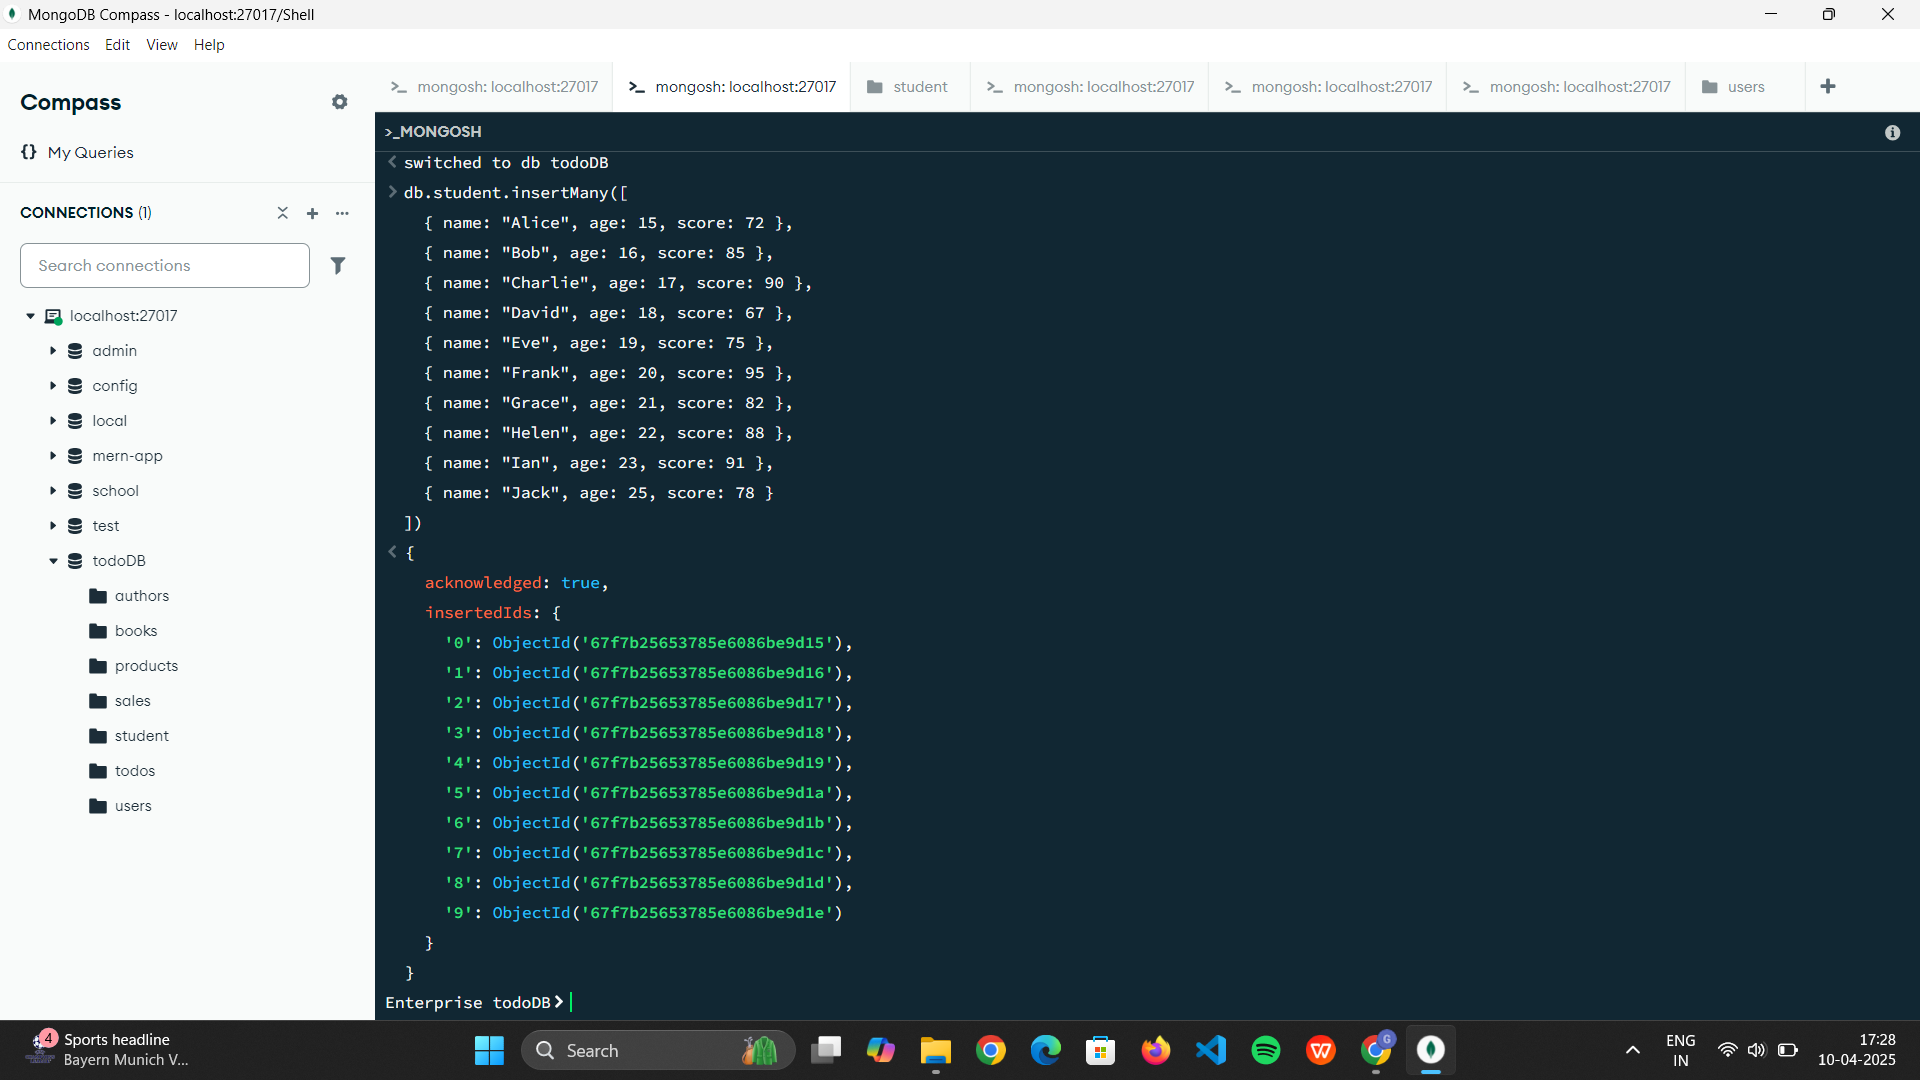 MongoDB Compass - localhost:27017/Shell
Connections Edit View Help
Compass
My Queries
CONNECTIONS (1)
Search connections
localhost:27017
admin
config
local
mern-app
school
test
todoDB
authors
books
products
sales
student
todos
users
mongosh: localhost:27017
mongosh: localhost:27017
student
mongosh: localhost:27017
mongosh: localhost:27017
mongosh: localhost:27017
users
>_MONGOSH
< switched to db todoDB
> db.student.insertMany([
{ name: "Alice", age: 15, score: 72 },
{ name: "Bob", age: 16, score: 85 },
{ name: "Charlie", age: 17, score: 90 },
{ name: "David", age: 18, score: 67 },
{ name: "Eve", age: 19, score: 75 },
{ name: "Frank", age: 20, score: 95 },
{ name: "Grace", age: 21, score: 82 },
{ name: "Helen", age: 22, score: 88 },
{ name: "Ian", age: 23, score: 91 },
{ name: "Jack", age: 25, score: 78 }
])
< {
acknowledged: true,
insertedIds: {
'0': ObjectId('67f7b25653785e6086be9d15'),
'1': ObjectId('67f7b25653785e6086be9d16'),
'2': ObjectId('67f7b25653785e6086be9d17'),
'3': ObjectId('67f7b25653785e6086be9d18'),
'4': ObjectId('67f7b25653785e6086be9d19'),
'5': ObjectId('67f7b25653785e6086be9d1a'),
'6': ObjectId('67f7b25653785e6086be9d1b'),
'7': ObjectId('67f7b25653785e6086be9d1c'),
'8': ObjectId('67f7b25653785e6086be9d1d'),
'9': ObjectId('67f7b25653785e6086be9d1e')
}
}
Enterprise todoDB>
4
Sports headline
Bayern Munich V...
Search
G
ENG
IN
17:28
10-04-2025